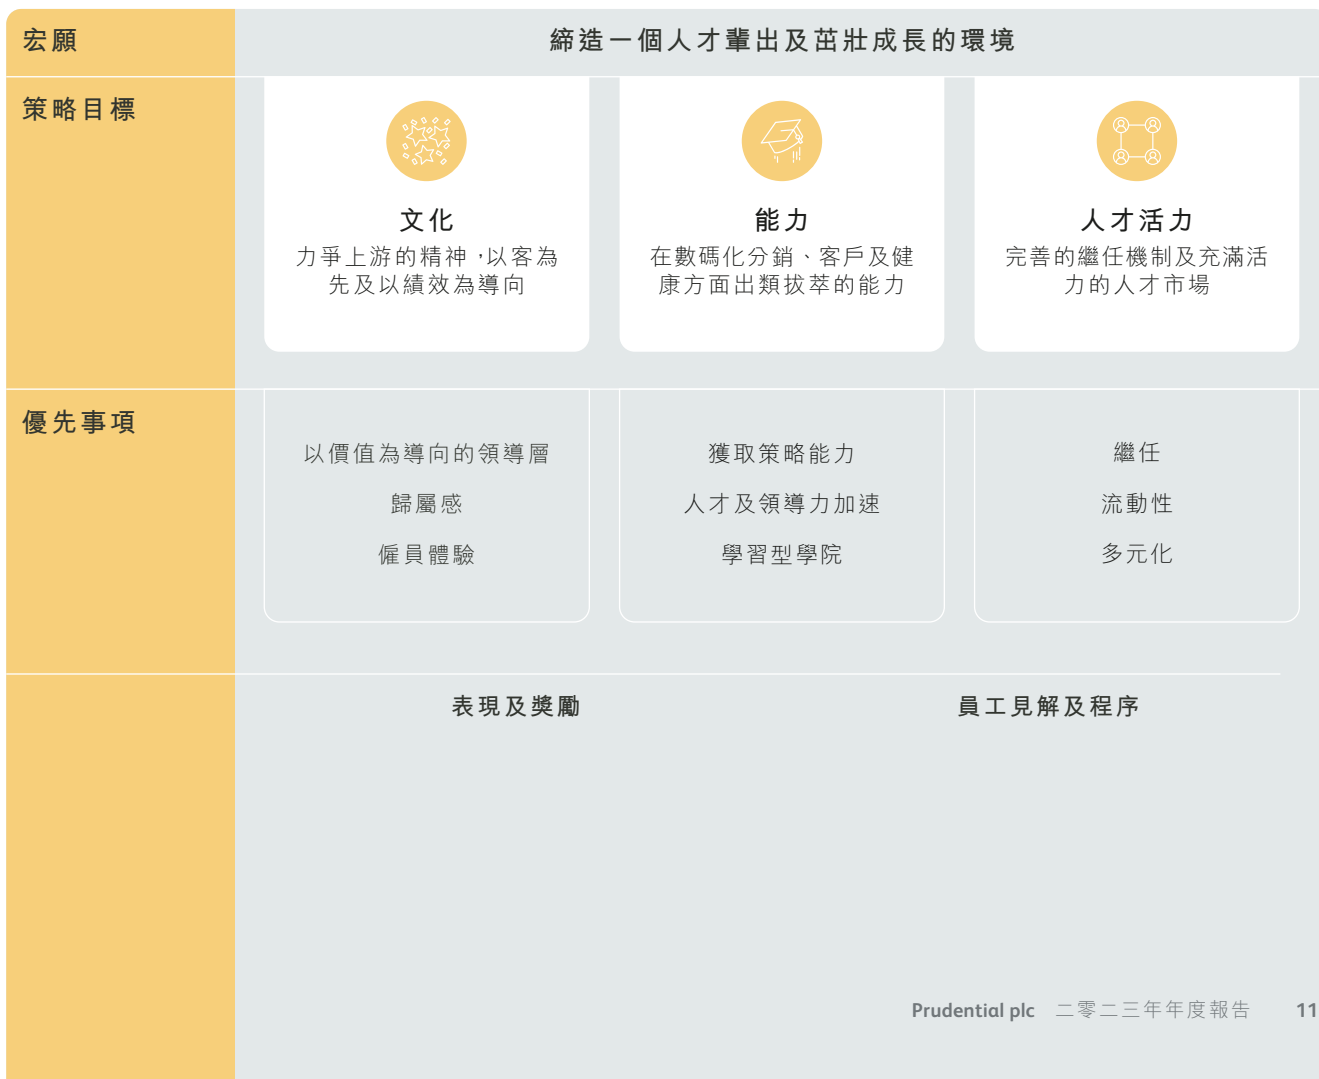 宏願
締造一個人才輩出及茁壯成長的環境
策略目標
文化
力爭上游的精神，以客為
先及以績效為導向
能力
在數碼化分銷、客戶及健
康方面出類拔萃的能力
人才活力
完善的繼任機制及充滿活
力的人才市場
優先事項
以價值為導向的領導層
歸屬感
僱員體驗
獲取策略能力
人才及領導力加速
學習型學院
繼任
流動性
多元化
表現及獎勵
員工見解及程序
Prudential plc 二零二三年年度報告 11